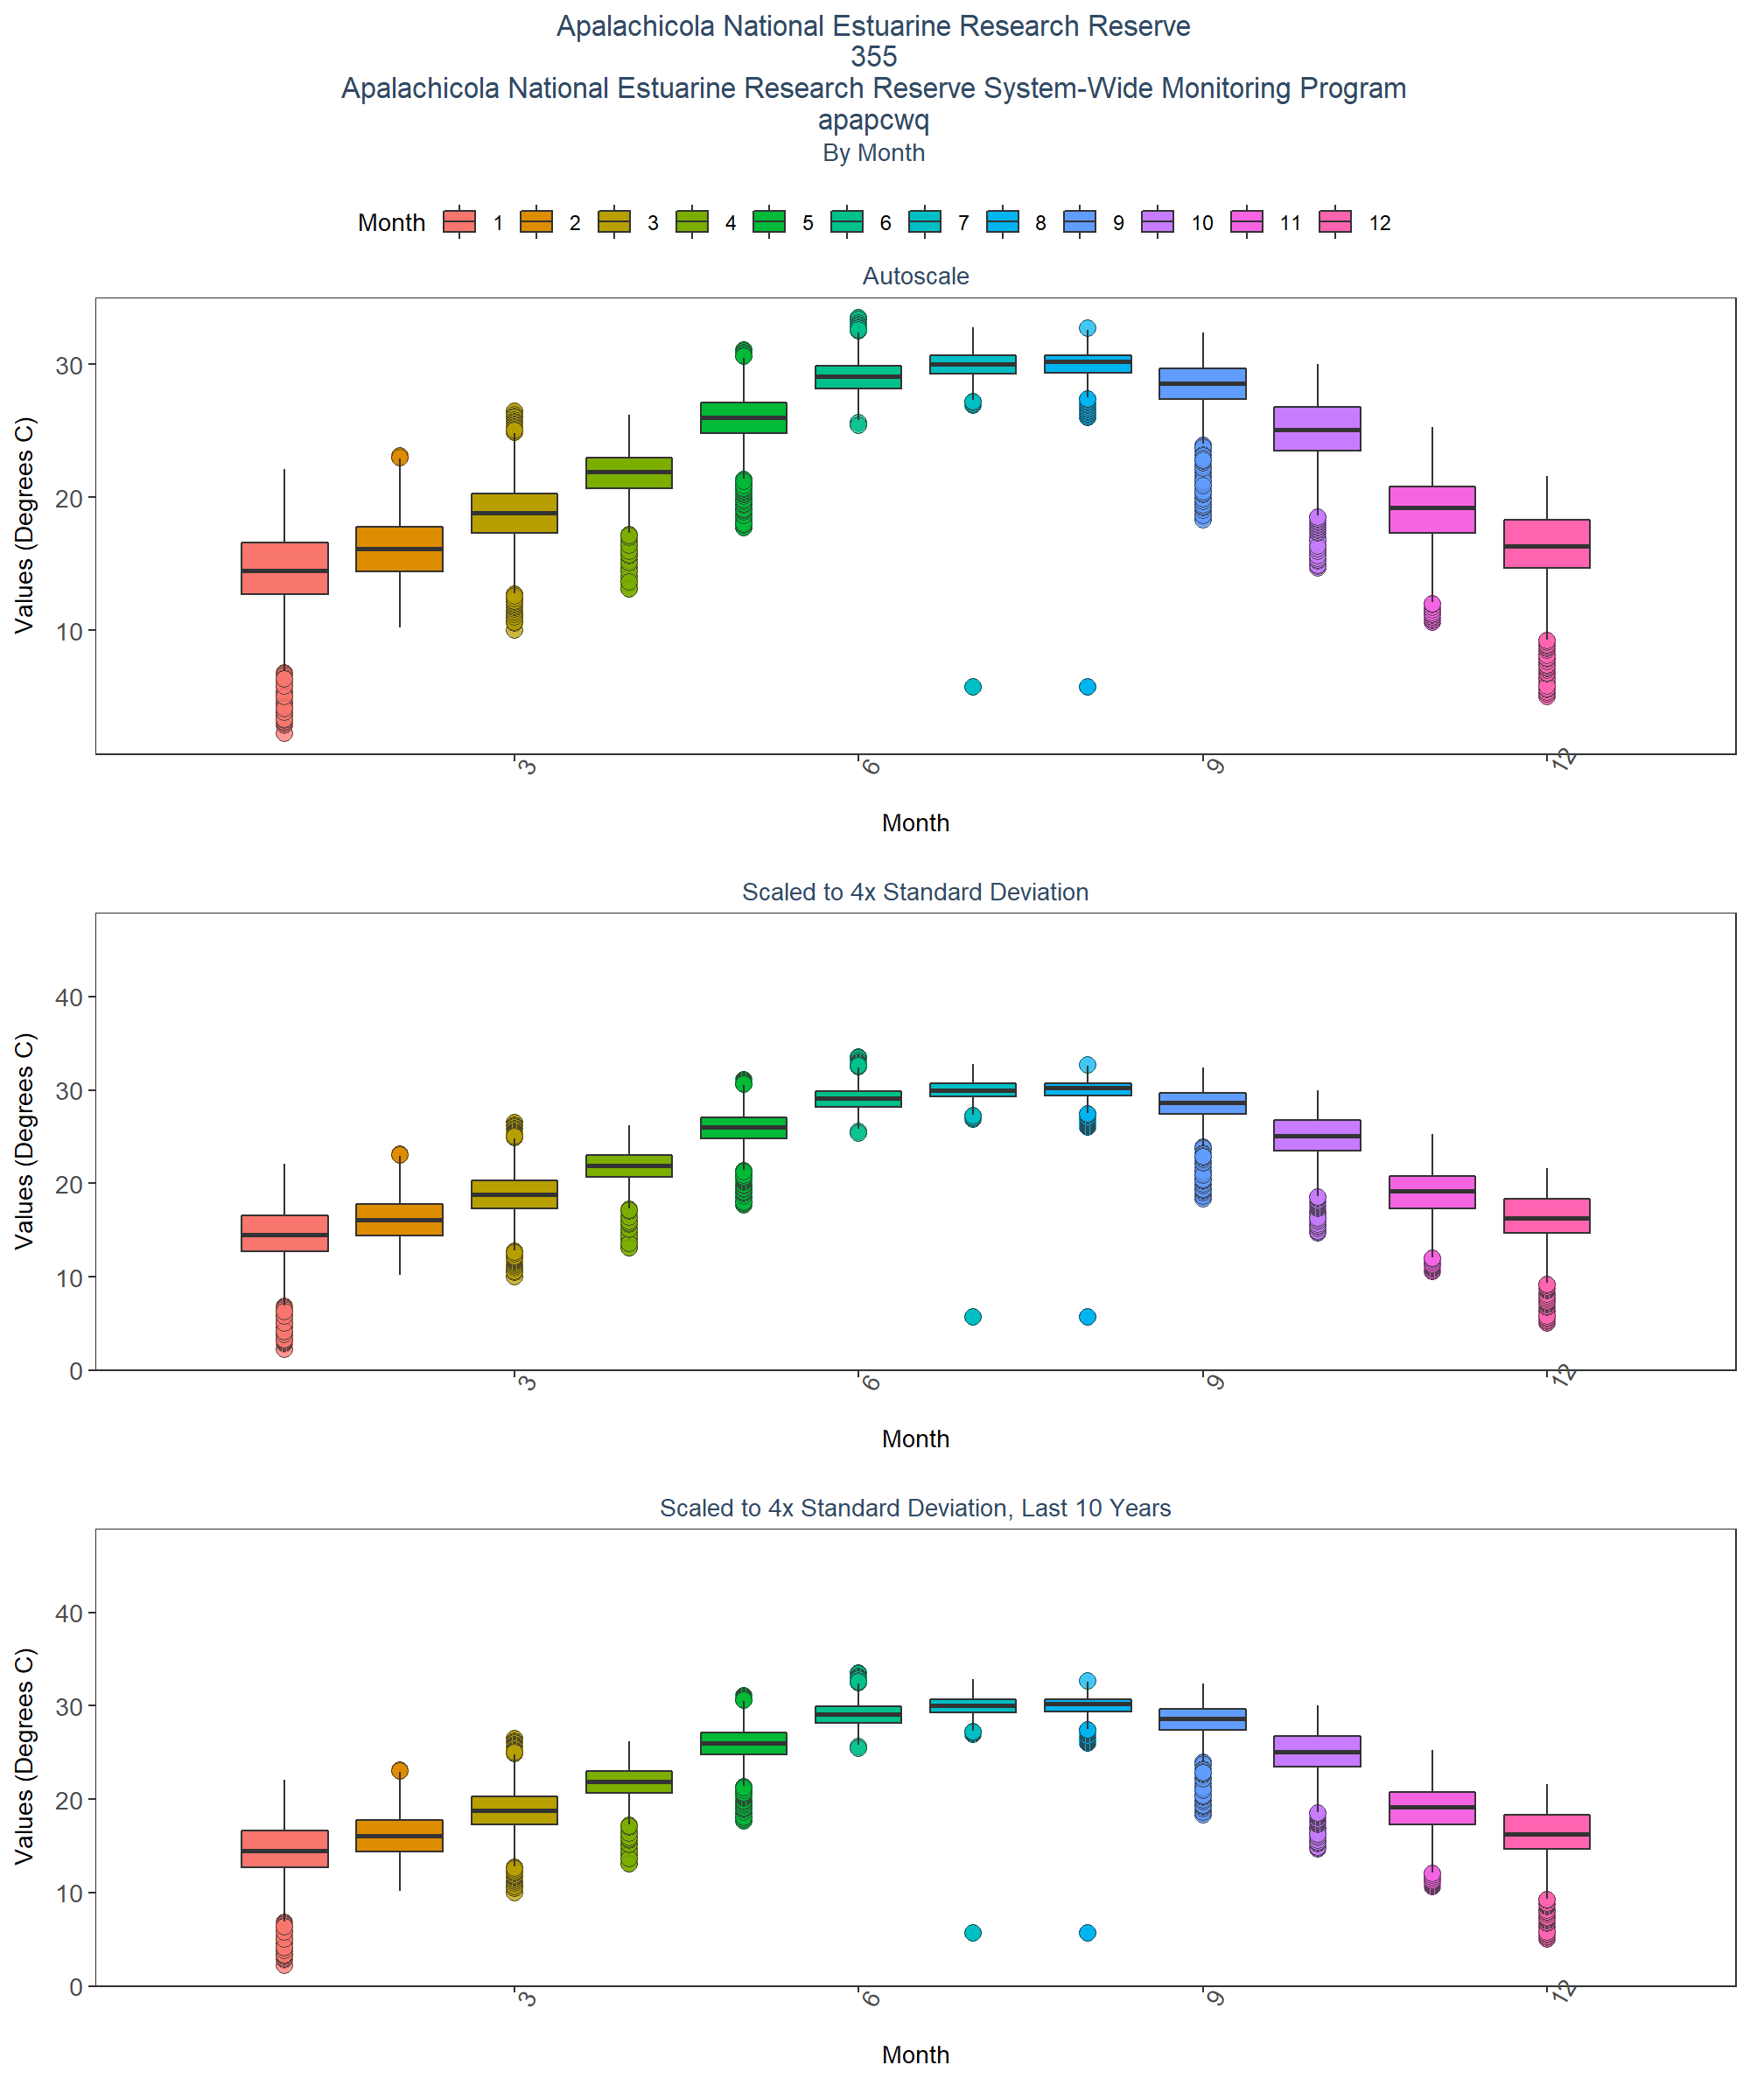 Apalachicola National Estuarine Research Reserve
355
Apalachicola National Estuarine Research Reserve System-Wide Monitoring Program
apapcwq
By Month
Month 1 2 3 4 5 6 7 8 9 10 11 12
Autoscale
Values (Degrees C)
30
20
10
3 6 9 12
Month
Scaled to 4x Standard Deviation
Values (Degrees C)
40
30
20
10
0
3 6 9 12
Month
Scaled to 4x Standard Deviation, Last 10 Years
Values (Degrees C)
40
30
20
10
0
3 6 9 12
Month